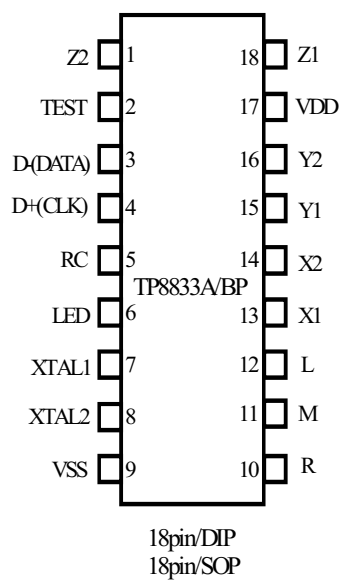 Z2 1 18 Z1
TEST 2 17 VDD
D-(DATA) 3 16 Y2
D+(CLK) 4 15 Y1
RC 5 14 X2
TP8833A/BP
LED 6 13 X1
XTAL1 7 12 L
XTAL2 8 11 M
VSS 9 10 R
18pin/DIP
18pin/SOP